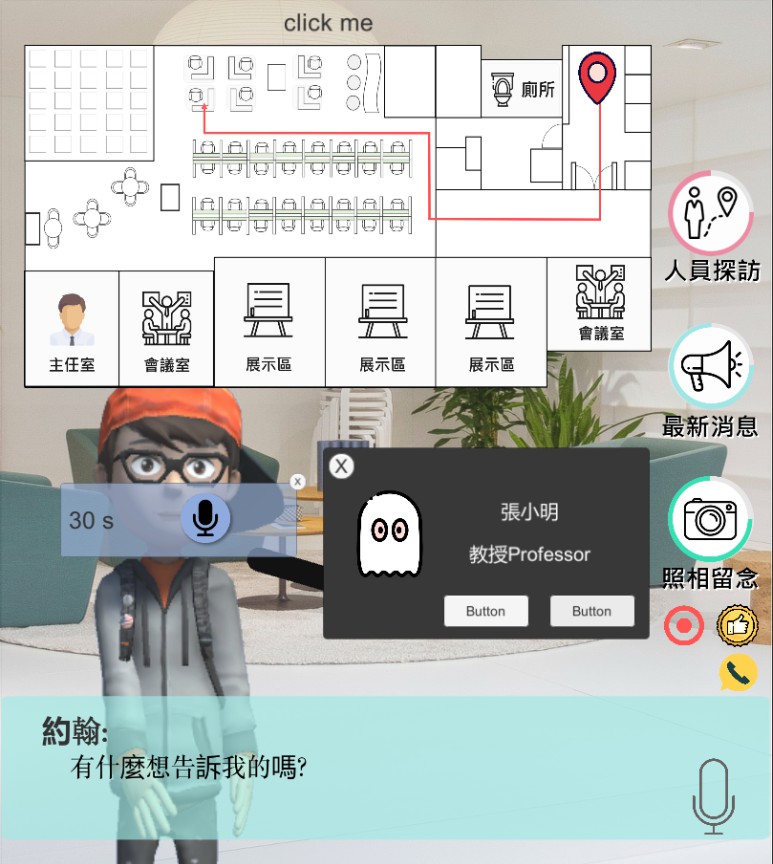 click me
廁所
人員探訪
主任室
會議室
展示區
展示區
展示區
會議室
最新消息
X
30 s
X
張小明
教授Professor
Button
Button
照相留念
約翰:
有什麼想告訴我的嗎?